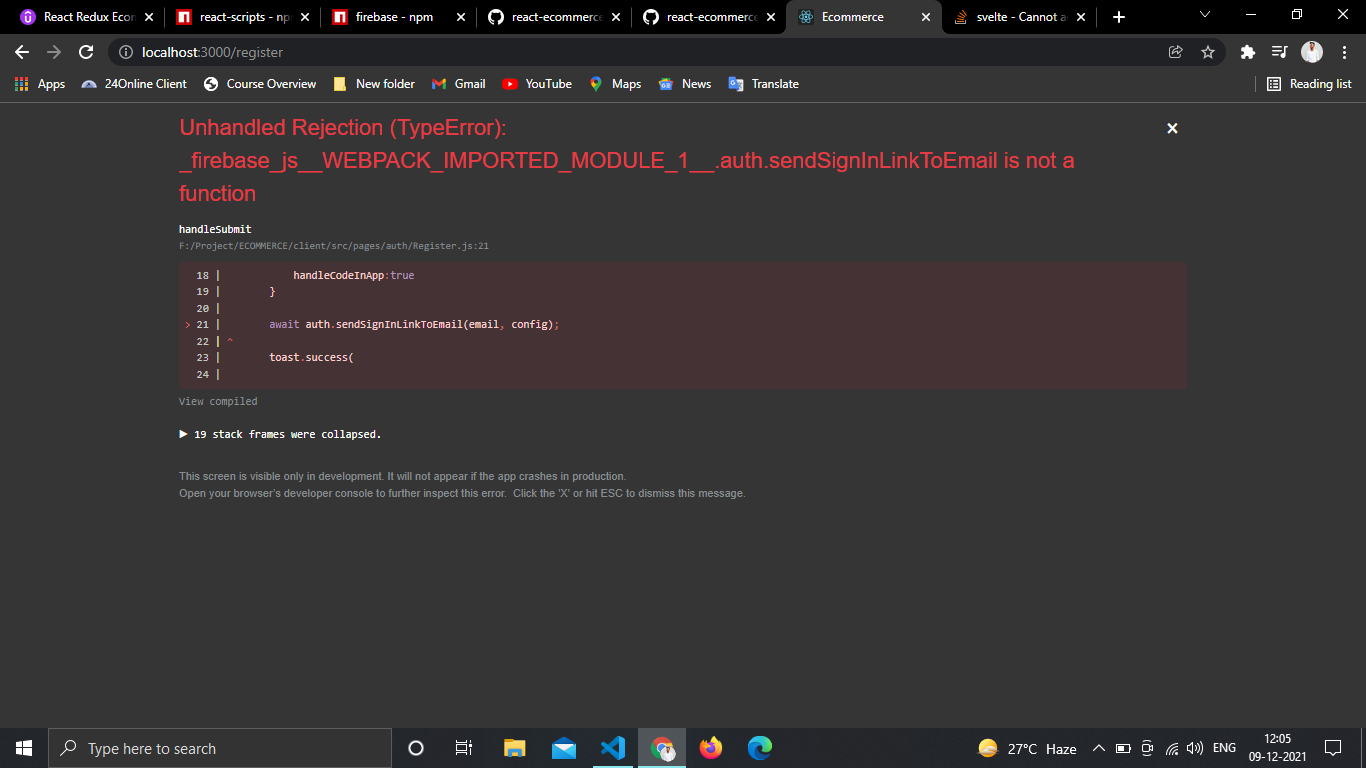 React Redux Econ
react-scripts - np
firebase - npm
react-ecommerce
react-ecommerce
Ecommerce
svelte - Cannot a
localhost:3000/register
Apps
24Online Client
Course Overview
New folder
Gmail
YouTube
Maps
News
Translate
Reading list
Unhandled Rejection (TypeError):
_firebase_js__WEBPACK_IMPORTED_MODULE_1__.auth.sendSignInLinkToEmail is not a
function
handleSubmit
F:/Project/ECOMMERCE/client/src/pages/auth/Register.js:21
18 | handleCodeInApp:true
19 | }
20 |
> 21 | await auth.sendSignInLinkToEmail(email, config);
22 | ^
23 | toast.success(
24 |
View compiled
▶ 19 stack frames were collapsed.
This screen is visible only in development. It will not appear if the app crashes in production.
Open your browser's developer console to further inspect this error. Click the 'X' or hit ESC to dismiss this message.
Type here to search
27°C Haze
ENG
12:05
09-12-2021